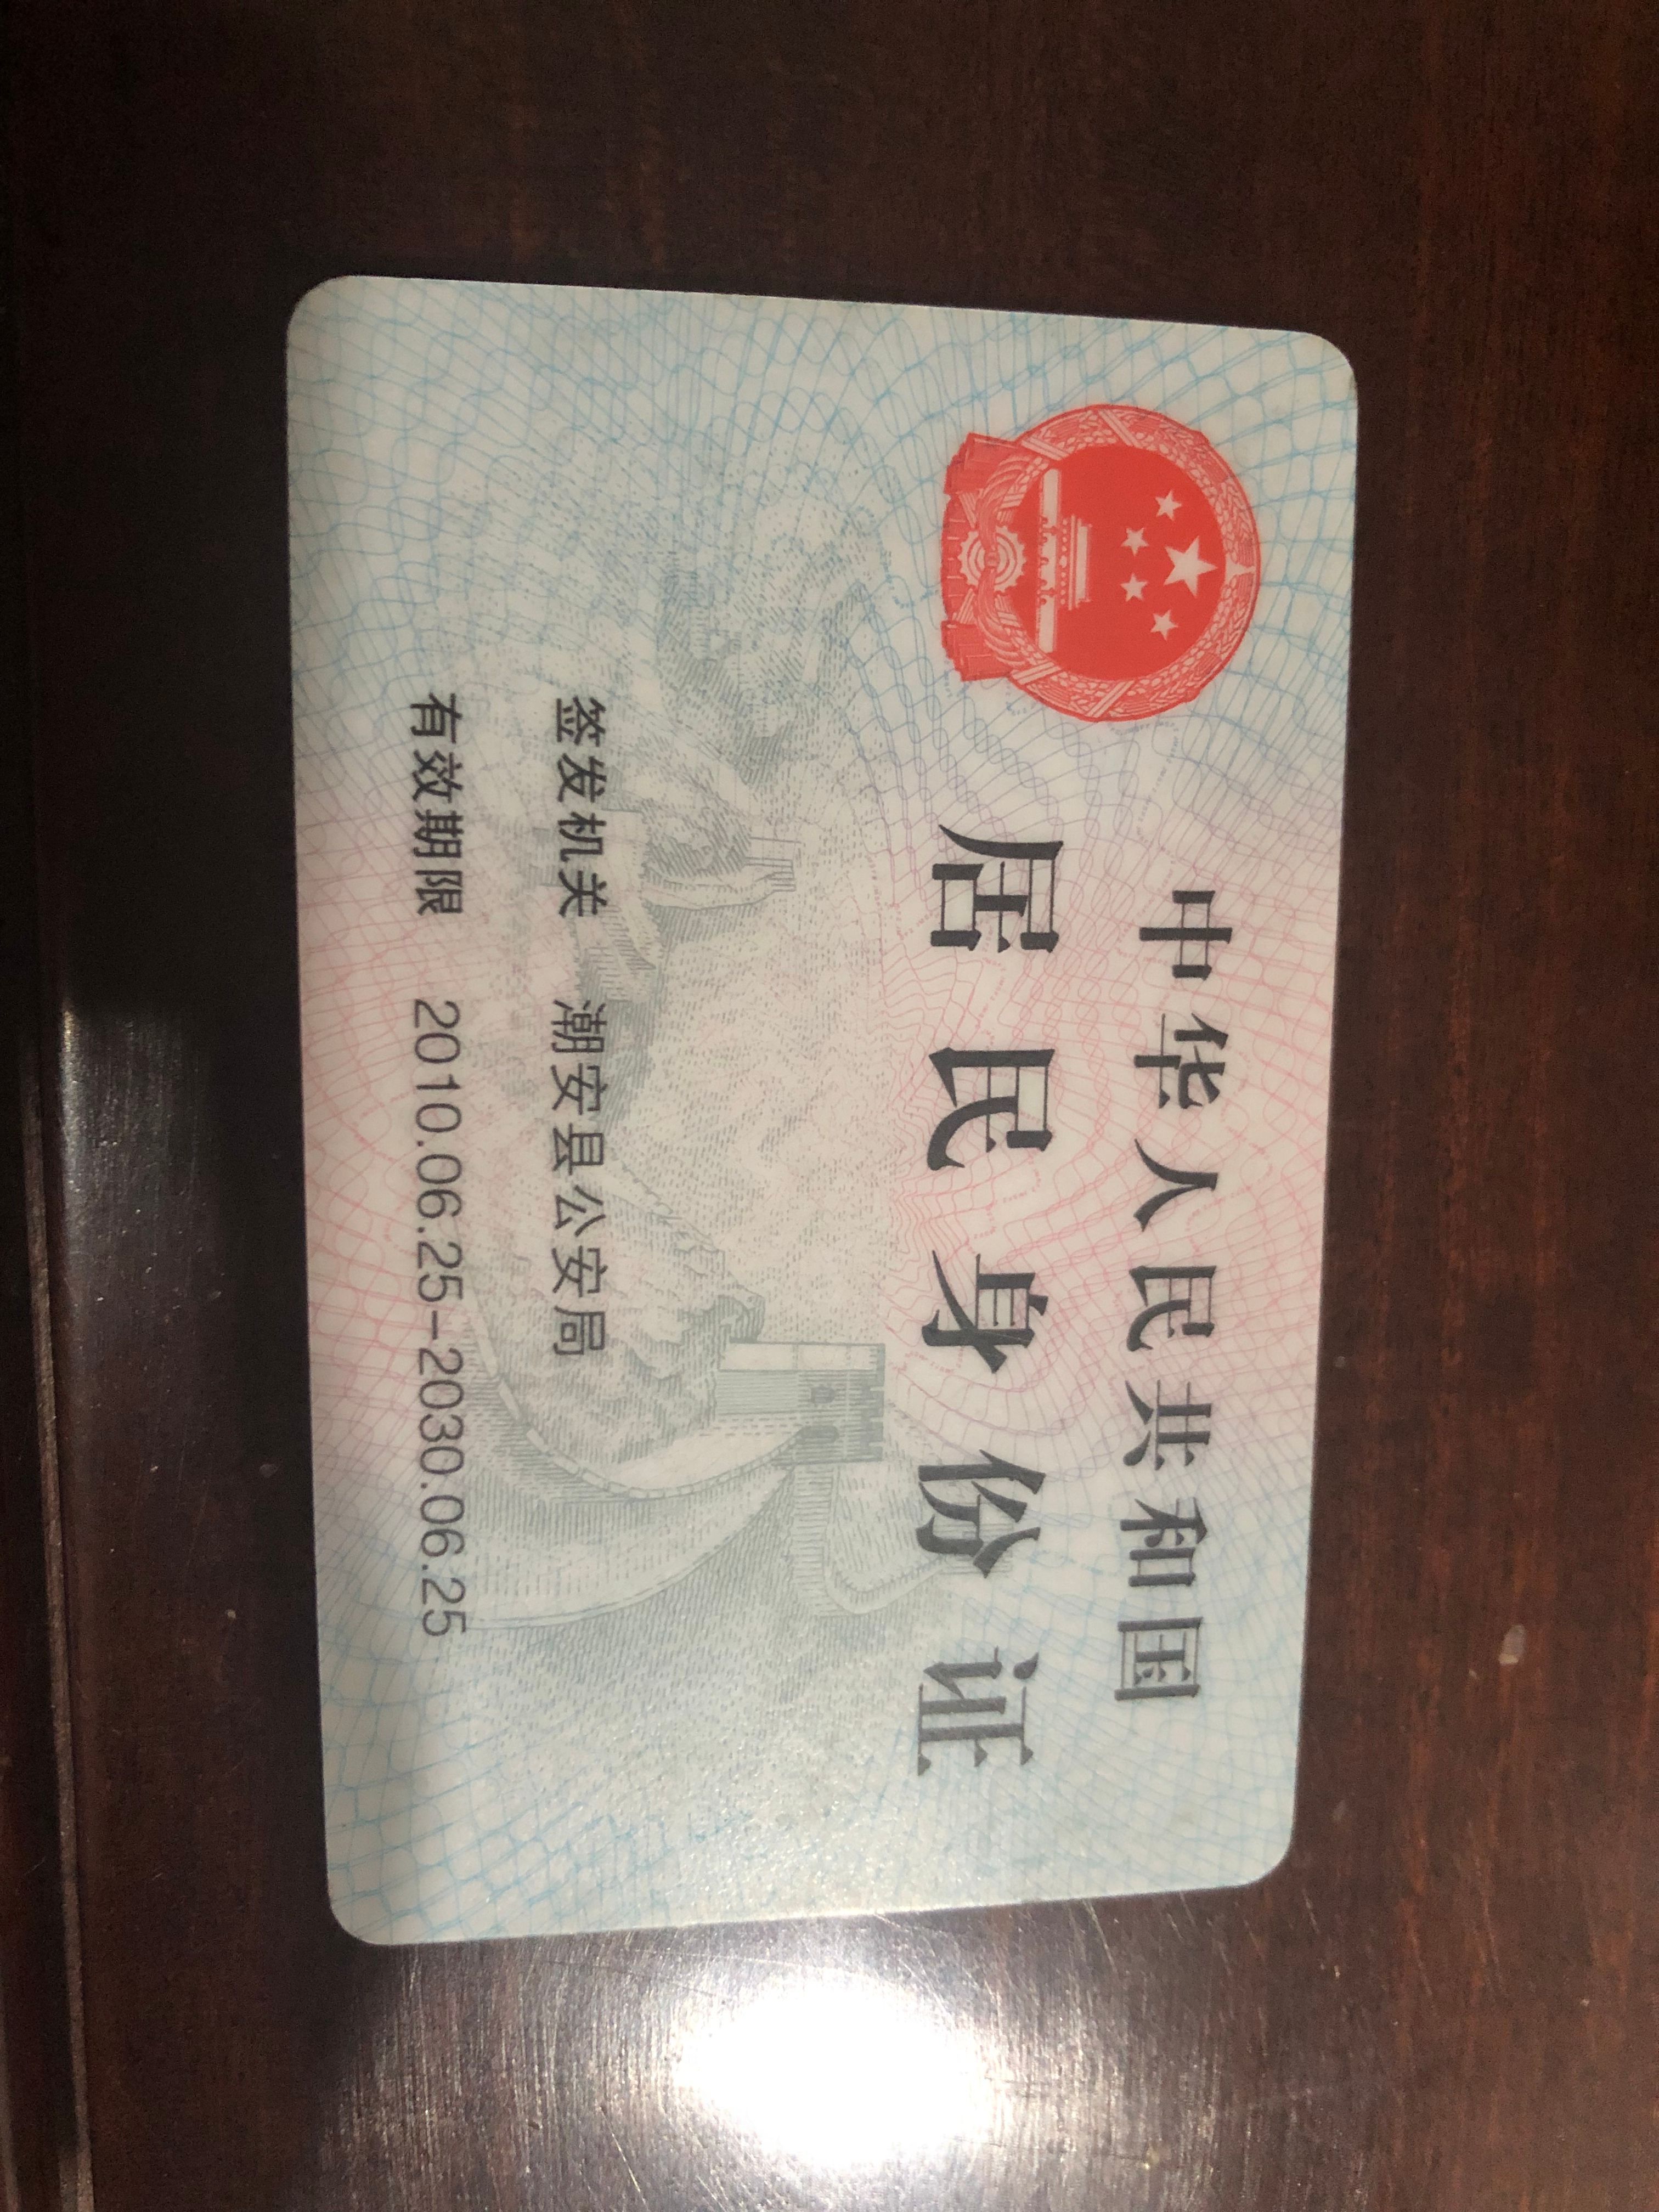 中华人民共和国
居民身份证
签发机关 潮安县公安局
有效期限 2010.06.25-2030.06.25